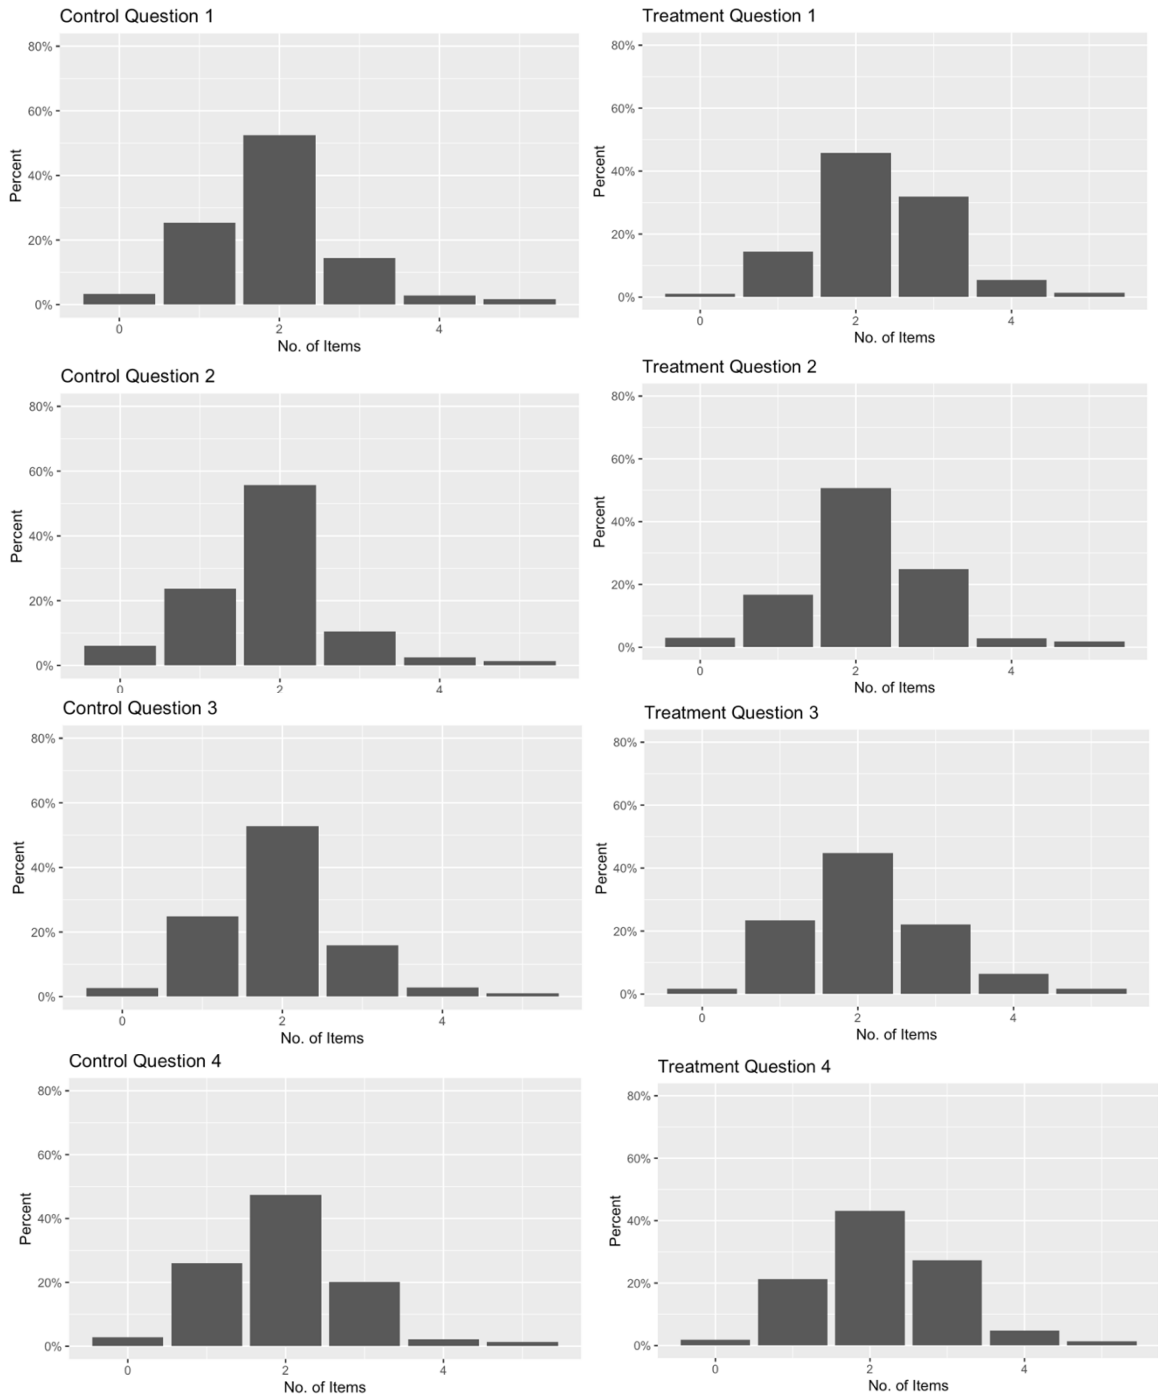 Control Question 1
80%
60%
40%
20%
0%
Percent
0 2 4
No. of Items
Treatment Question 1
80%
60%
40%
20%
0%
Percent
0 2 4
No. of Items
Control Question 2
80%
60%
40%
20%
0%
Percent
0 2 4
Treatment Question 2
80%
60%
40%
20%
0%
Percent
0 2 4
No. of Items
Control Question 3
80%
60%
40%
20%
0%
Percent
0 2 4
No. of Items
Treatment Question 3
80%
60%
40%
20%
0%
Percent
0 2 4
No. of Items
Control Question 4
80%
60%
40%
20%
0%
Percent
0 2 4
No. of Items
Treatment Question 4
80%
60%
40%
20%
0%
Percent
0 2 4
No. of Items